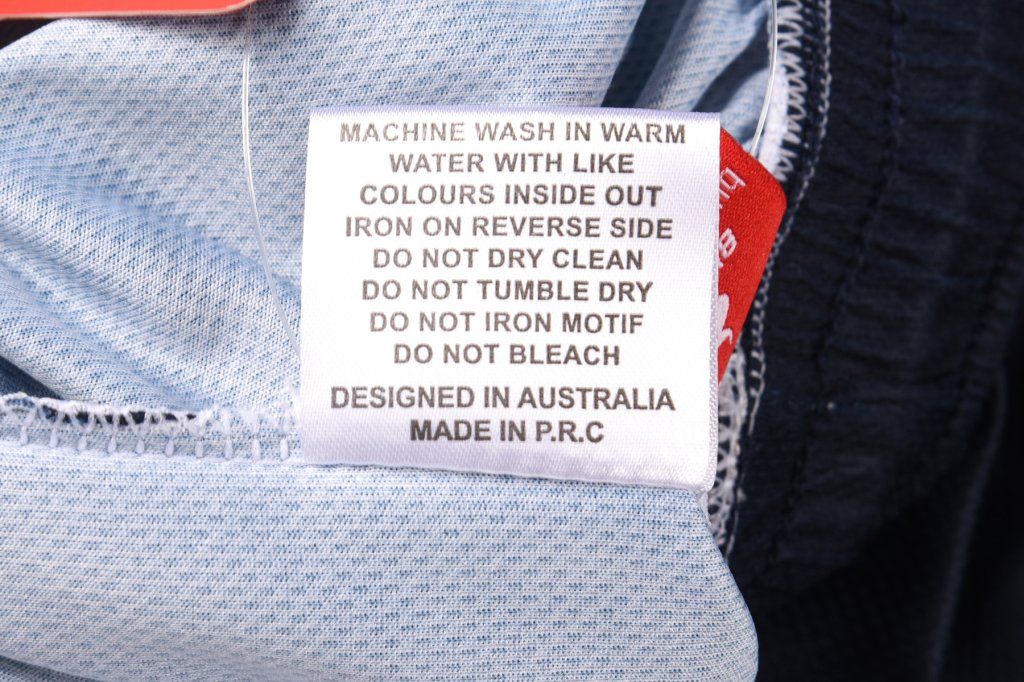 MACHINE WASH IN WARM
WATER WITH LIKE
COLOURS INSIDE OUT
IRON ON REVERSE SIDE
DO NOT DRY CLEAN
DO NOT TUMBLE DRY
DO NOT IRON MOTIF
DO NOT BLEACH
DESIGNED IN AUSTRALIA
MADE IN P.R.C